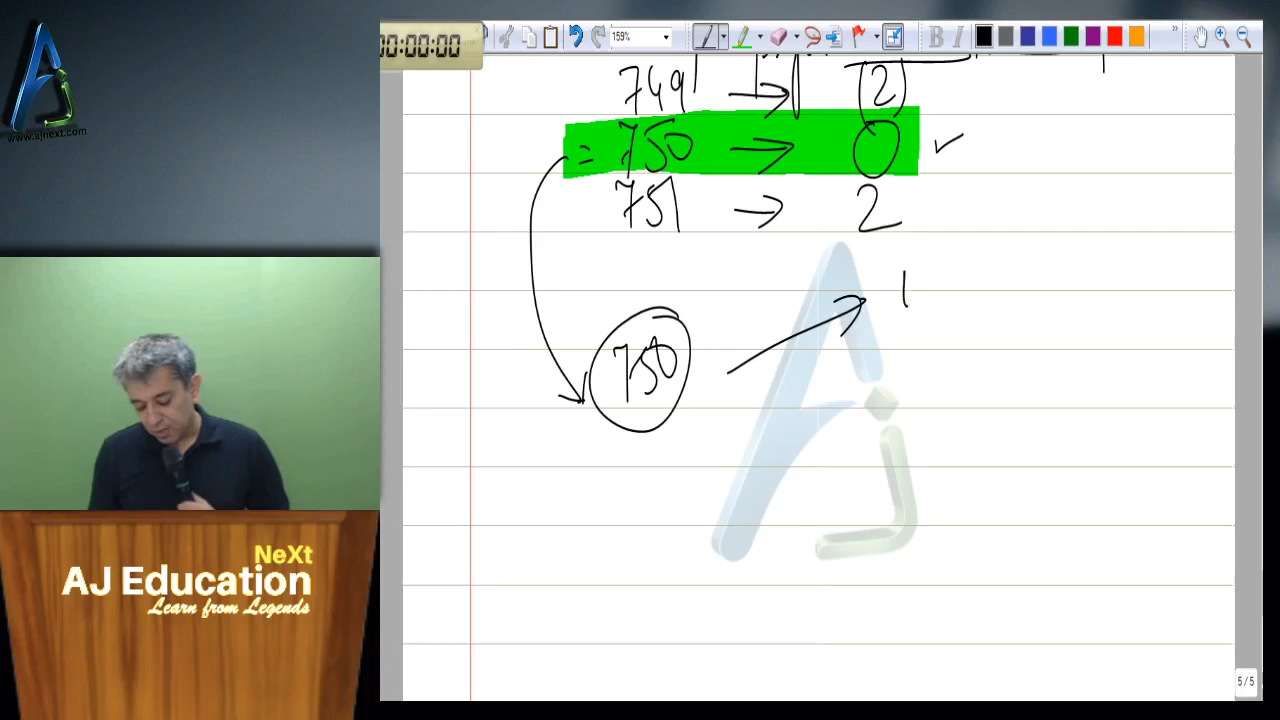 www.ajnext.com
00:00:00
159%
B I
749 → (2)
= 750 → 0 ✓
751 → 2
1
750
5/5
NeXt
AJ Education
Learn from Legends